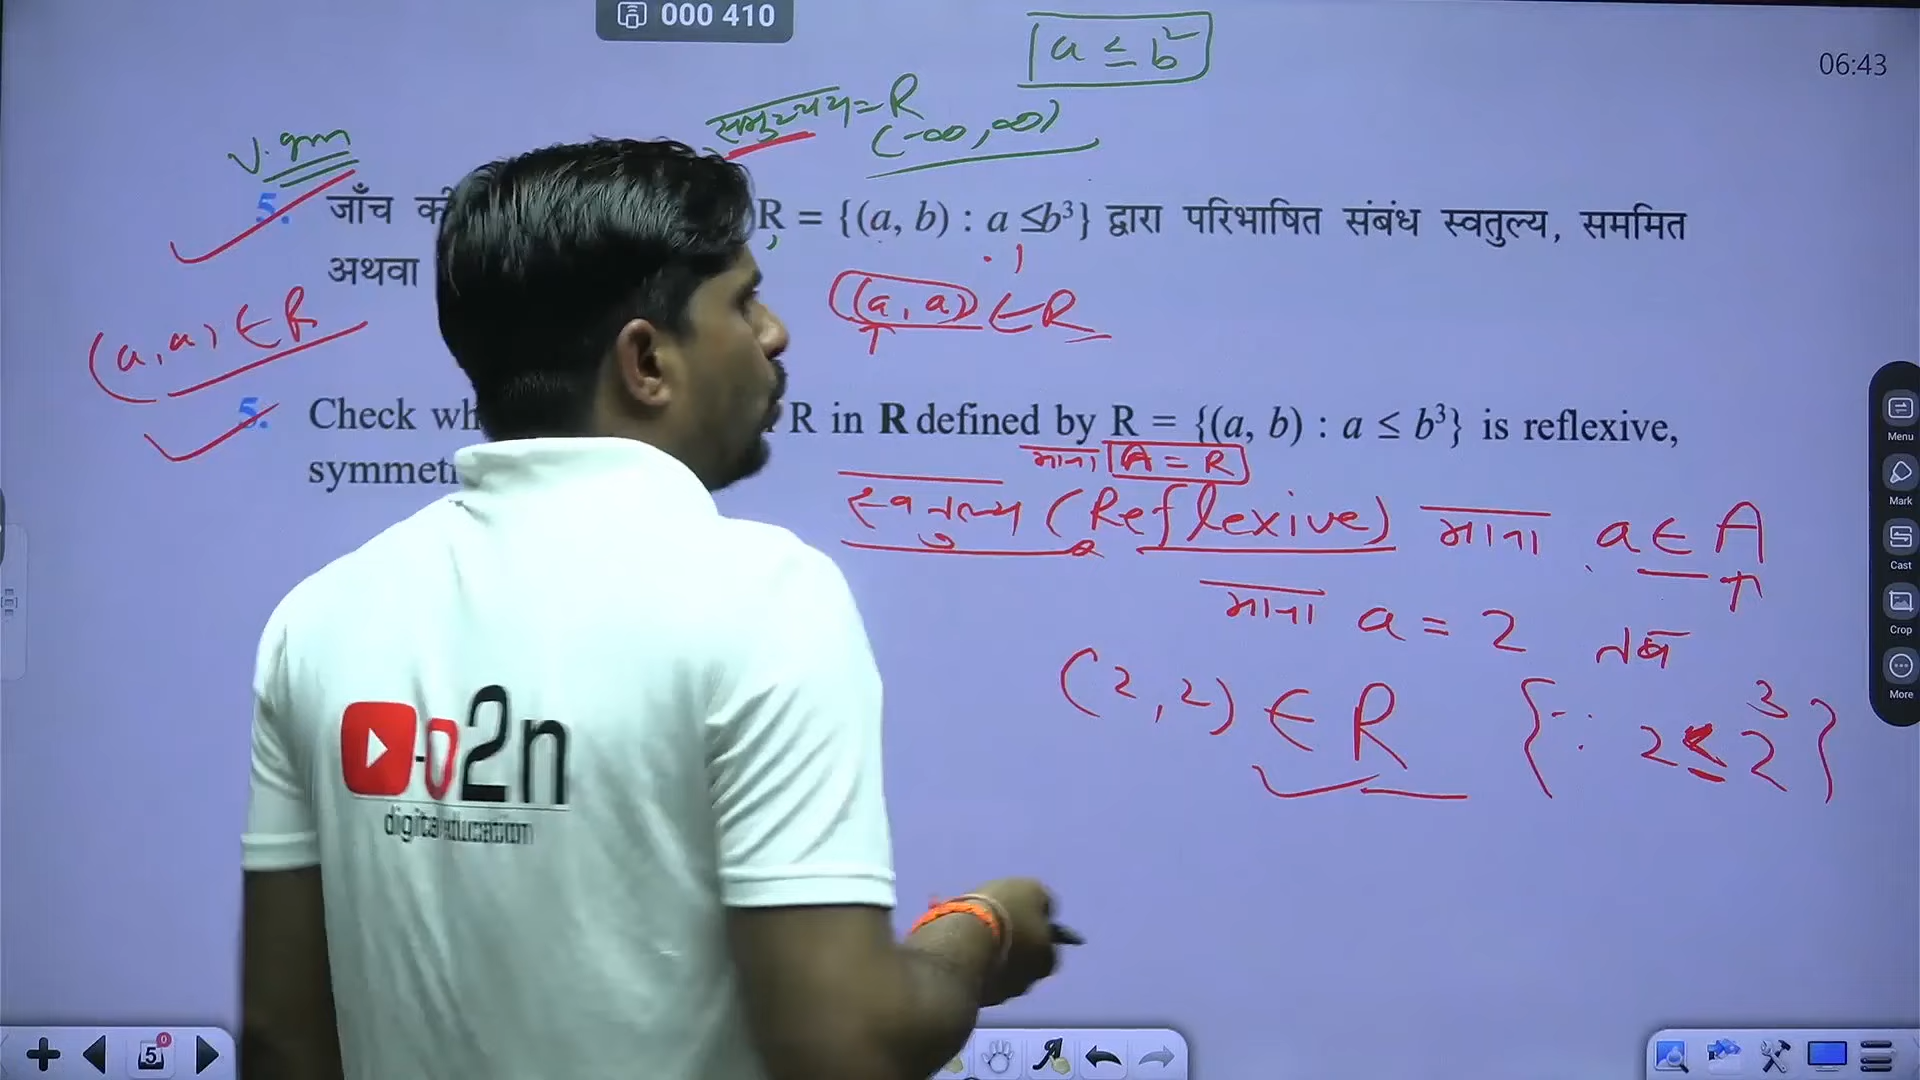 000 410
a ≤ b²
06:43
समुच्चय = R
(-∞, ∞)
V. Imp
5. जाँच R = {(a, b) : a ≤b³} द्वारा परिभाषित संबंध स्वतुल्य, सममित
अथवा
(a, a) ∈ R
(a, a) ∈ R
5. Check R in R defined by R = {(a, b) : a ≤ b³} is reflexive,
माना A = R
स्वतुल्य (Reflexive) माना a ∈ A
माना a = 2 तब
(2, 2) ∈ R {∵ 2 ≤ 2³}
o2n
digital education
Menu
Mark
Cast
Crop
More
5
0